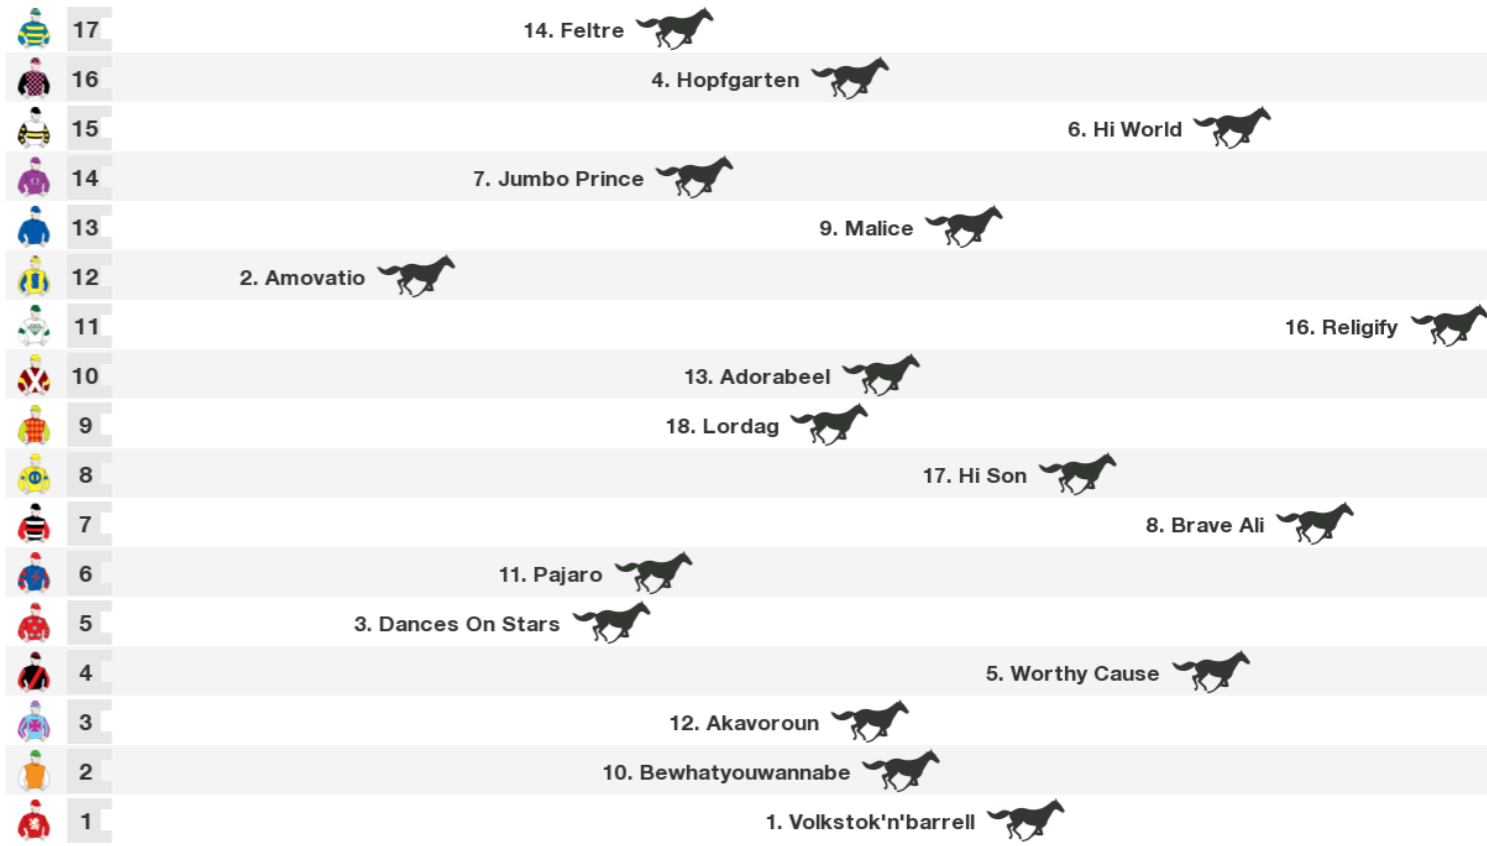 17 14. Feltre
16 4. Hopfgarten
15 6. Hi World
14 7. Jumbo Prince
13 9. Malice
12 2. Amovatio
11 16. Religify
10 13. Adorabeel
9 18. Lordag
8 17. Hi Son
7 8. Brave Ali
6 11. Pajaro
5 3. Dances On Stars
4 5. Worthy Cause
3 12. Akavoroun
2 10. Bewhatyouwannabe
1 1. Volkstok'n'barrell